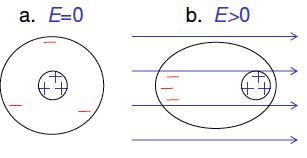 a. E=0
b. E>0
− + − ++ −
− + − ++ −